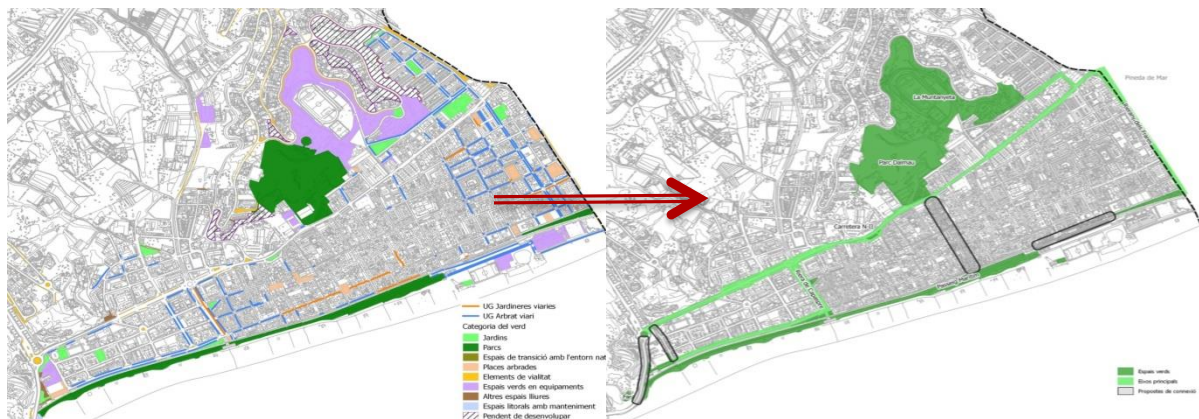 UG Jardineres viaries
UG Arbrat viari
Categoria del verd
Jardins
Parcs
Espais de transició amb l'entorn nat
Places arbrades
Elements de vialitat
Espais verds en equipaments
Altres espais lliures
Espais litorals amb manteniment
Pendent de desenvolupar
Pineda de Mar
La Muntanyeta
Parc Dalmau
Carretera N-II
Espais verds
Eixos principals
Propostes de connexió